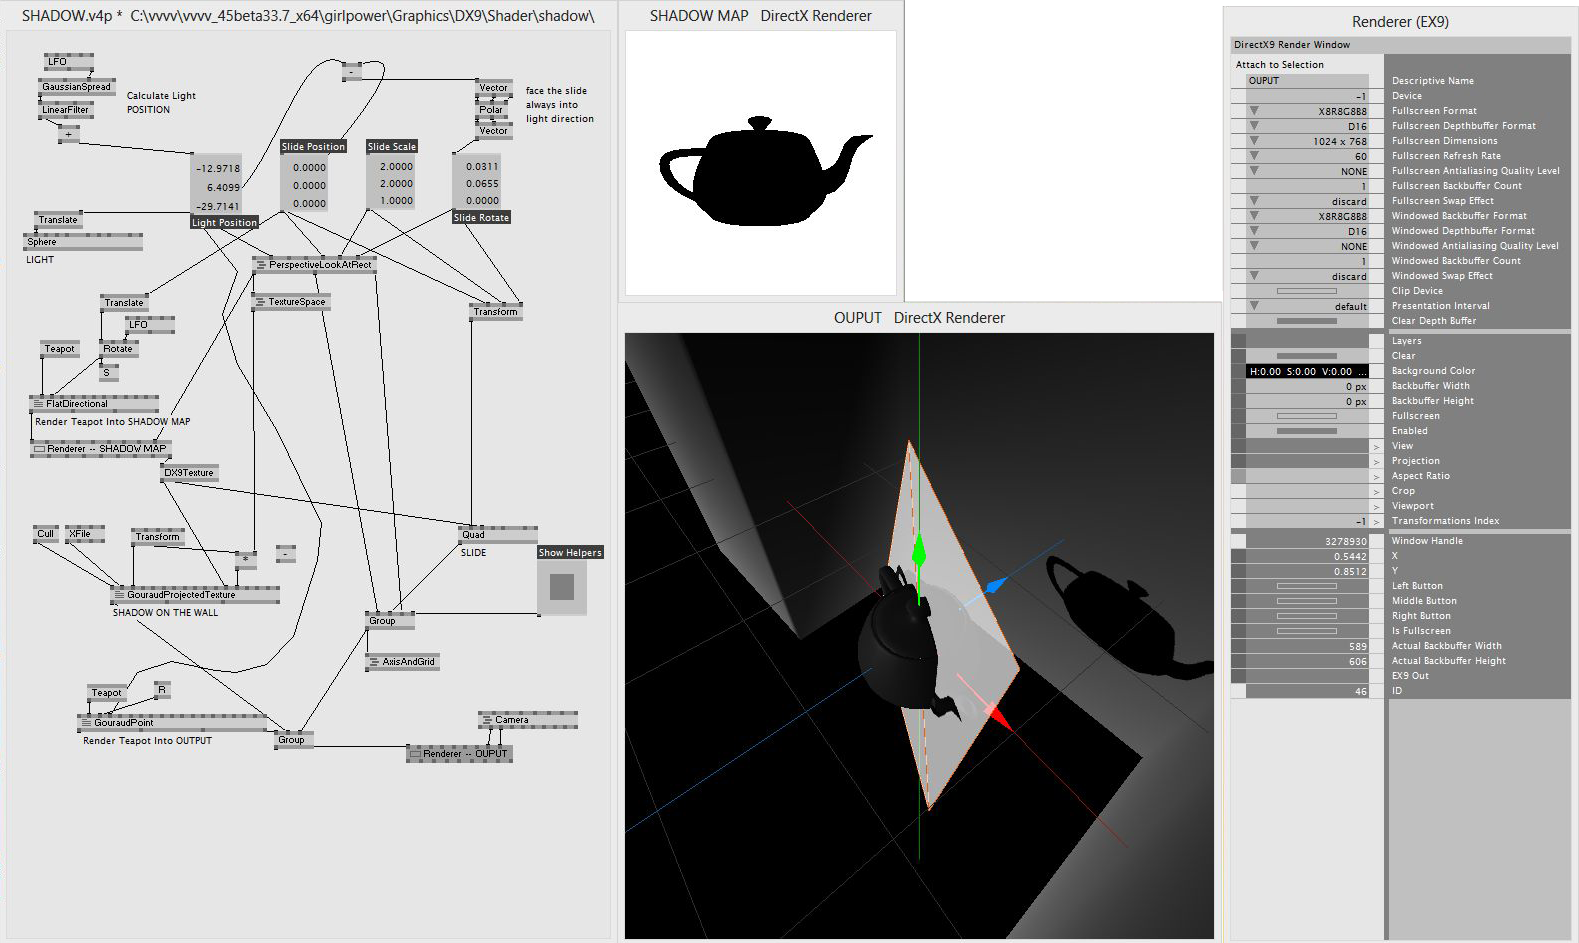 SHADOW.v4p *  C:\vvvv\vvvv_45beta33.7_x64\girlpower\Graphics\DX9\Shader\shadow\
LFO
GaussianSpread
LinearFilter
+
Calculate Light
POSITION
-
Vector
Polar
Vector
face the slide
always into
light direction
-12.9718
6.4099
-29.7141
Light Position
Slide Position
0.0000
0.0000
0.0000
Slide Scale
2.0000
2.0000
1.0000
0.0311
0.0655
0.0000
Slide Rotate
Translate
Sphere
LIGHT
PerspectiveLookAtRect
TextureSpace
Transform
Translate
LFO
Teapot
Rotate
S
FlatDirectional
Render Teapot Into SHADOW MAP
Renderer -- SHADOW MAP
DX9Texture
Cull
XFile
Transform
*
-
Quad
SLIDE
Show Helpers
GouraudProjectedTexture
SHADOW ON THE WALL
Group
AxisAndGrid
Teapot
R
GouraudPoint
Render Teapot Into OUTPUT
Group
Camera
Renderer -- OUPUT
SHADOW MAP   DirectX Renderer
OUPUT   DirectX Renderer
Renderer (EX9)
DirectX9 Render Window
Attach to Selection
OUPUT Descriptive Name
-1 Device
X8R8G8B8 Fullscreen Format
D16 Fullscreen Depthbuffer Format
1024 x 768 Fullscreen Dimensions
60 Fullscreen Refresh Rate
NONE Fullscreen Antialiasing Quality Level
1 Fullscreen Backbuffer Count
discard Fullscreen Swap Effect
X8R8G8B8 Windowed Backbuffer Format
D16 Windowed Depthbuffer Format
NONE Windowed Antialiasing Quality Level
1 Windowed Backbuffer Count
discard Windowed Swap Effect
Clip Device
default Presentation Interval
Clear Depth Buffer
Layers
Clear
H:0.00  S:0.00  V:0.00  ... Background Color
0 px Backbuffer Width
0 px Backbuffer Height
Fullscreen
Enabled
> View
> Projection
> Aspect Ratio
> Crop
> Viewport
-1 > Transformations Index
3278930 Window Handle
0.5442 X
0.8512 Y
Left Button
Middle Button
Right Button
Is Fullscreen
589 Actual Backbuffer Width
606 Actual Backbuffer Height
EX9 Out
46 ID